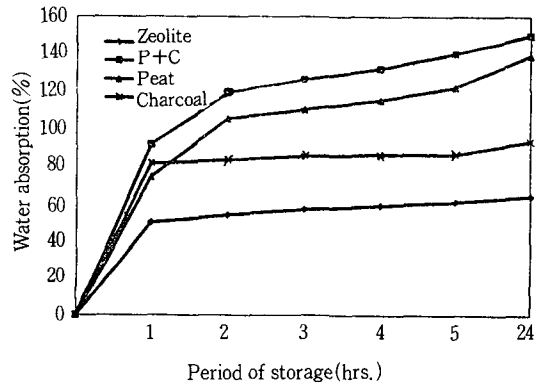 160
140
120
100
80
60
40
20
0
Water absorption(%)
Zeolite
P+C
Peat
Charcoal
1 2 3 4 5 24
Period of storage(hrs.)